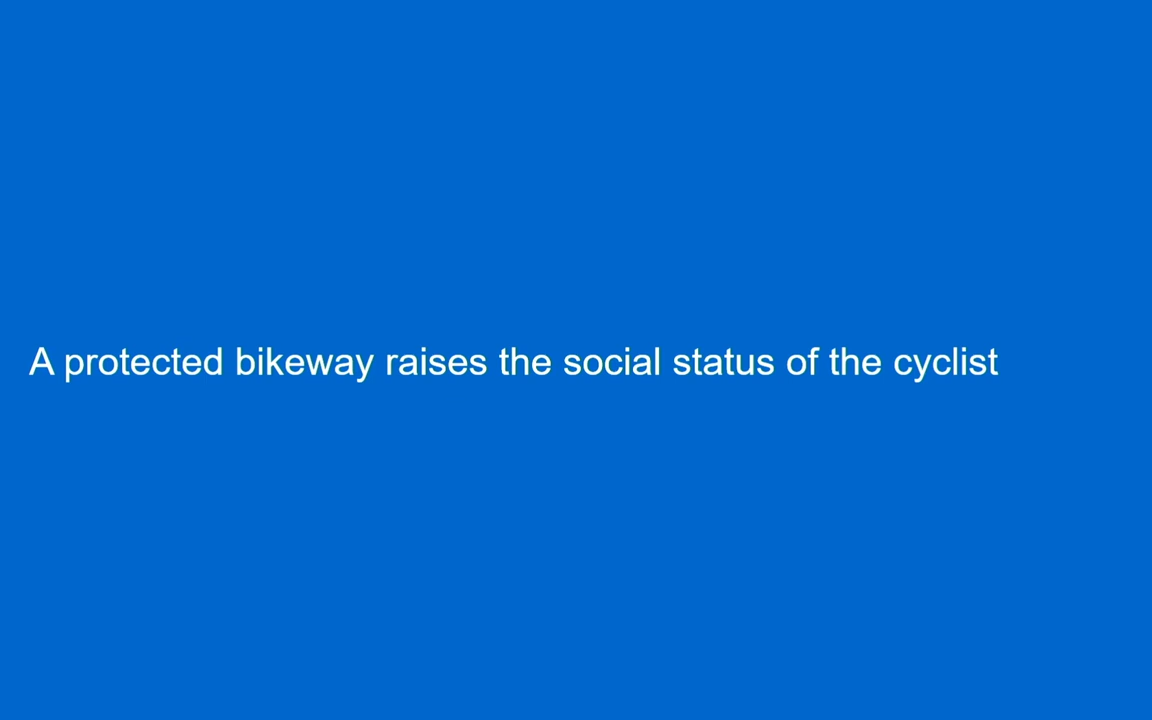 A protected bikeway raises the social status of the cyclist